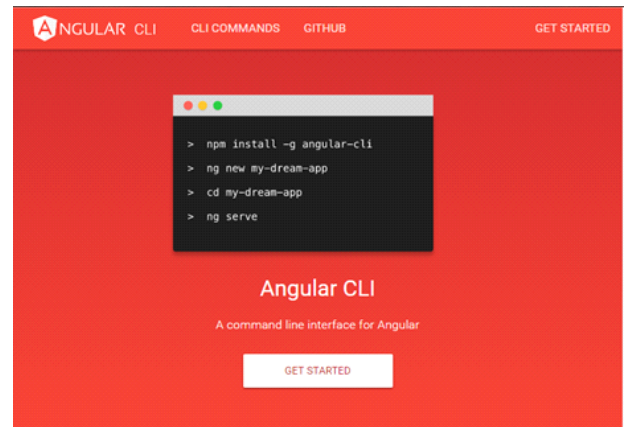 ANGULAR CLI CLI COMMANDS GITHUB GET STARTED
> npm install -g angular-cli
> ng new my-dream-app
> cd my-dream-app
> ng serve
Angular CLI
A command line interface for Angular
GET STARTED